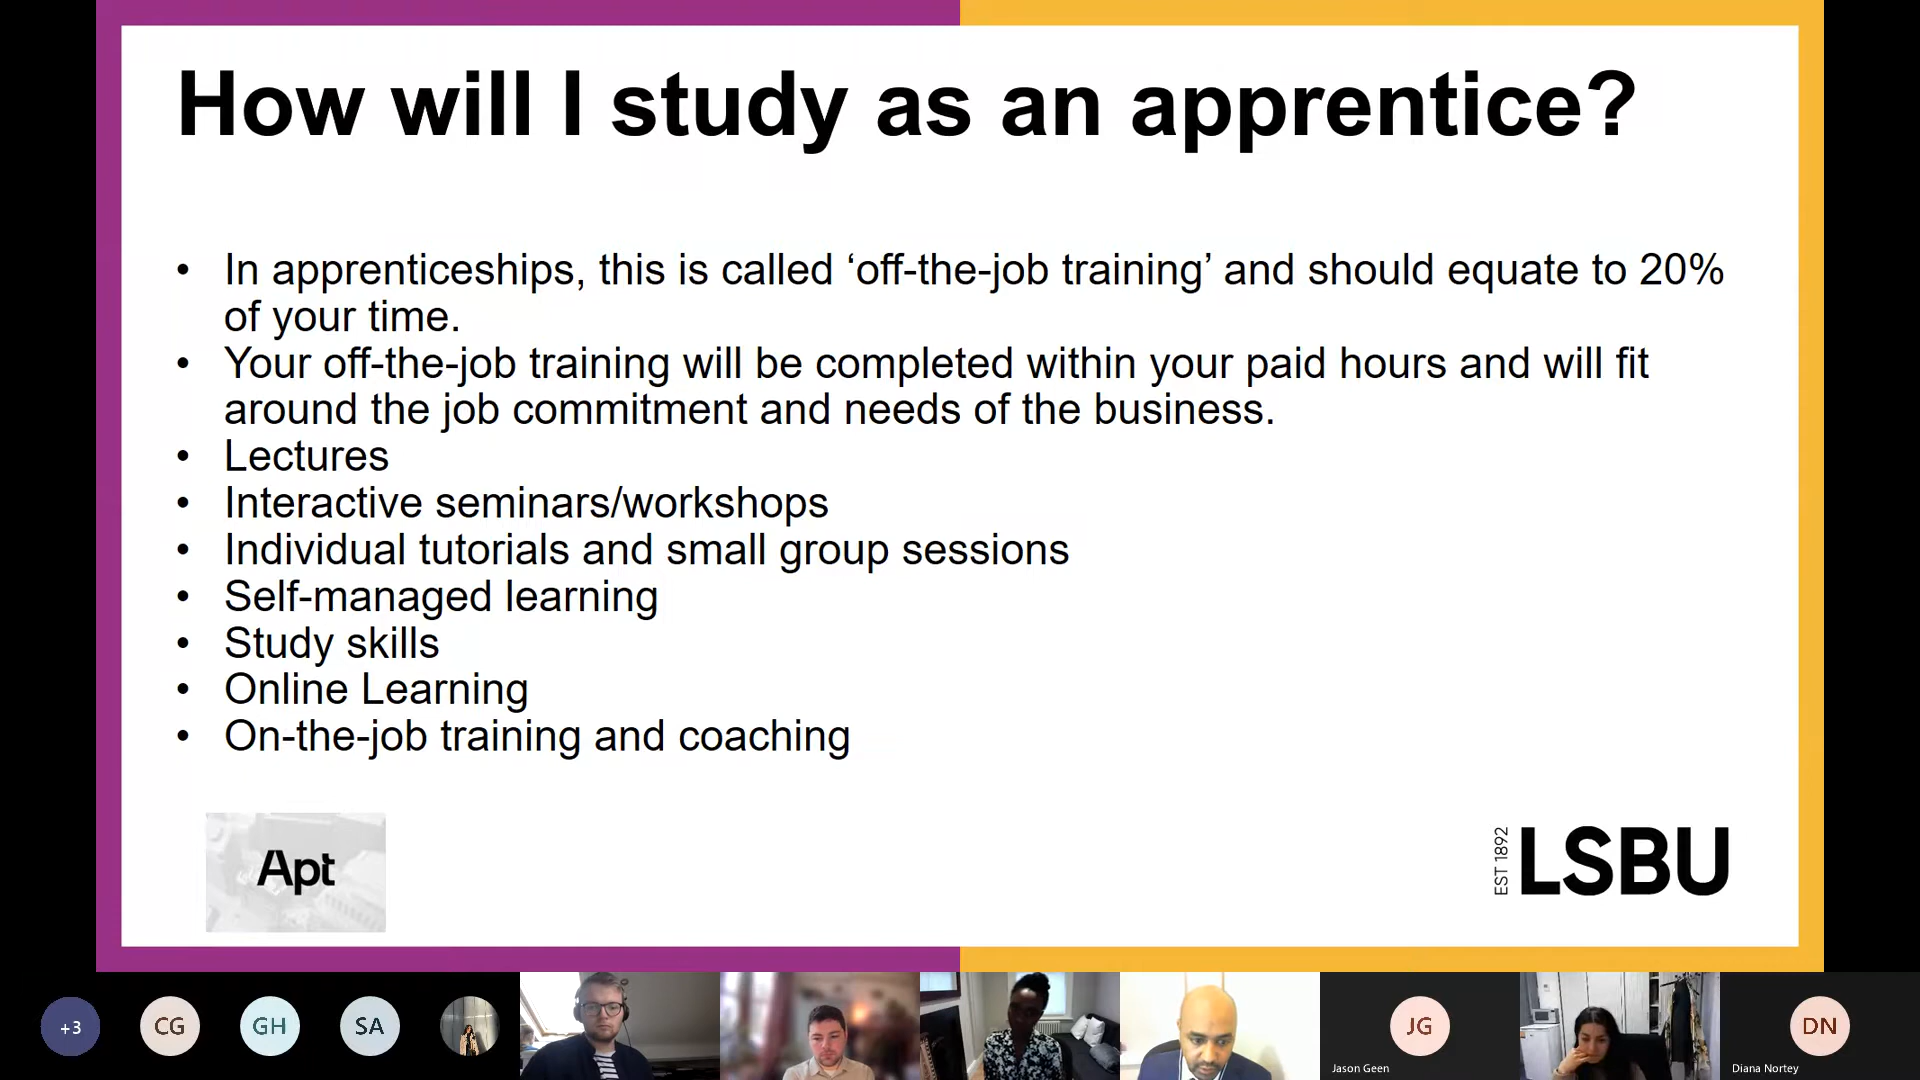 How will I study as an apprentice?
• In apprenticeships, this is called ‘off-the-job training’ and should equate to 20%
of your time.
• Your off-the-job training will be completed within your paid hours and will fit
around the job commitment and needs of the business.
• Lectures
• Interactive seminars/workshops
• Individual tutorials and small group sessions
• Self-managed learning
• Study skills
• Online Learning
• On-the-job training and coaching
Apt
EST 1892
LSBU
+3
CG
GH
SA
JG
Jason Geen
DN
Diana Nortey